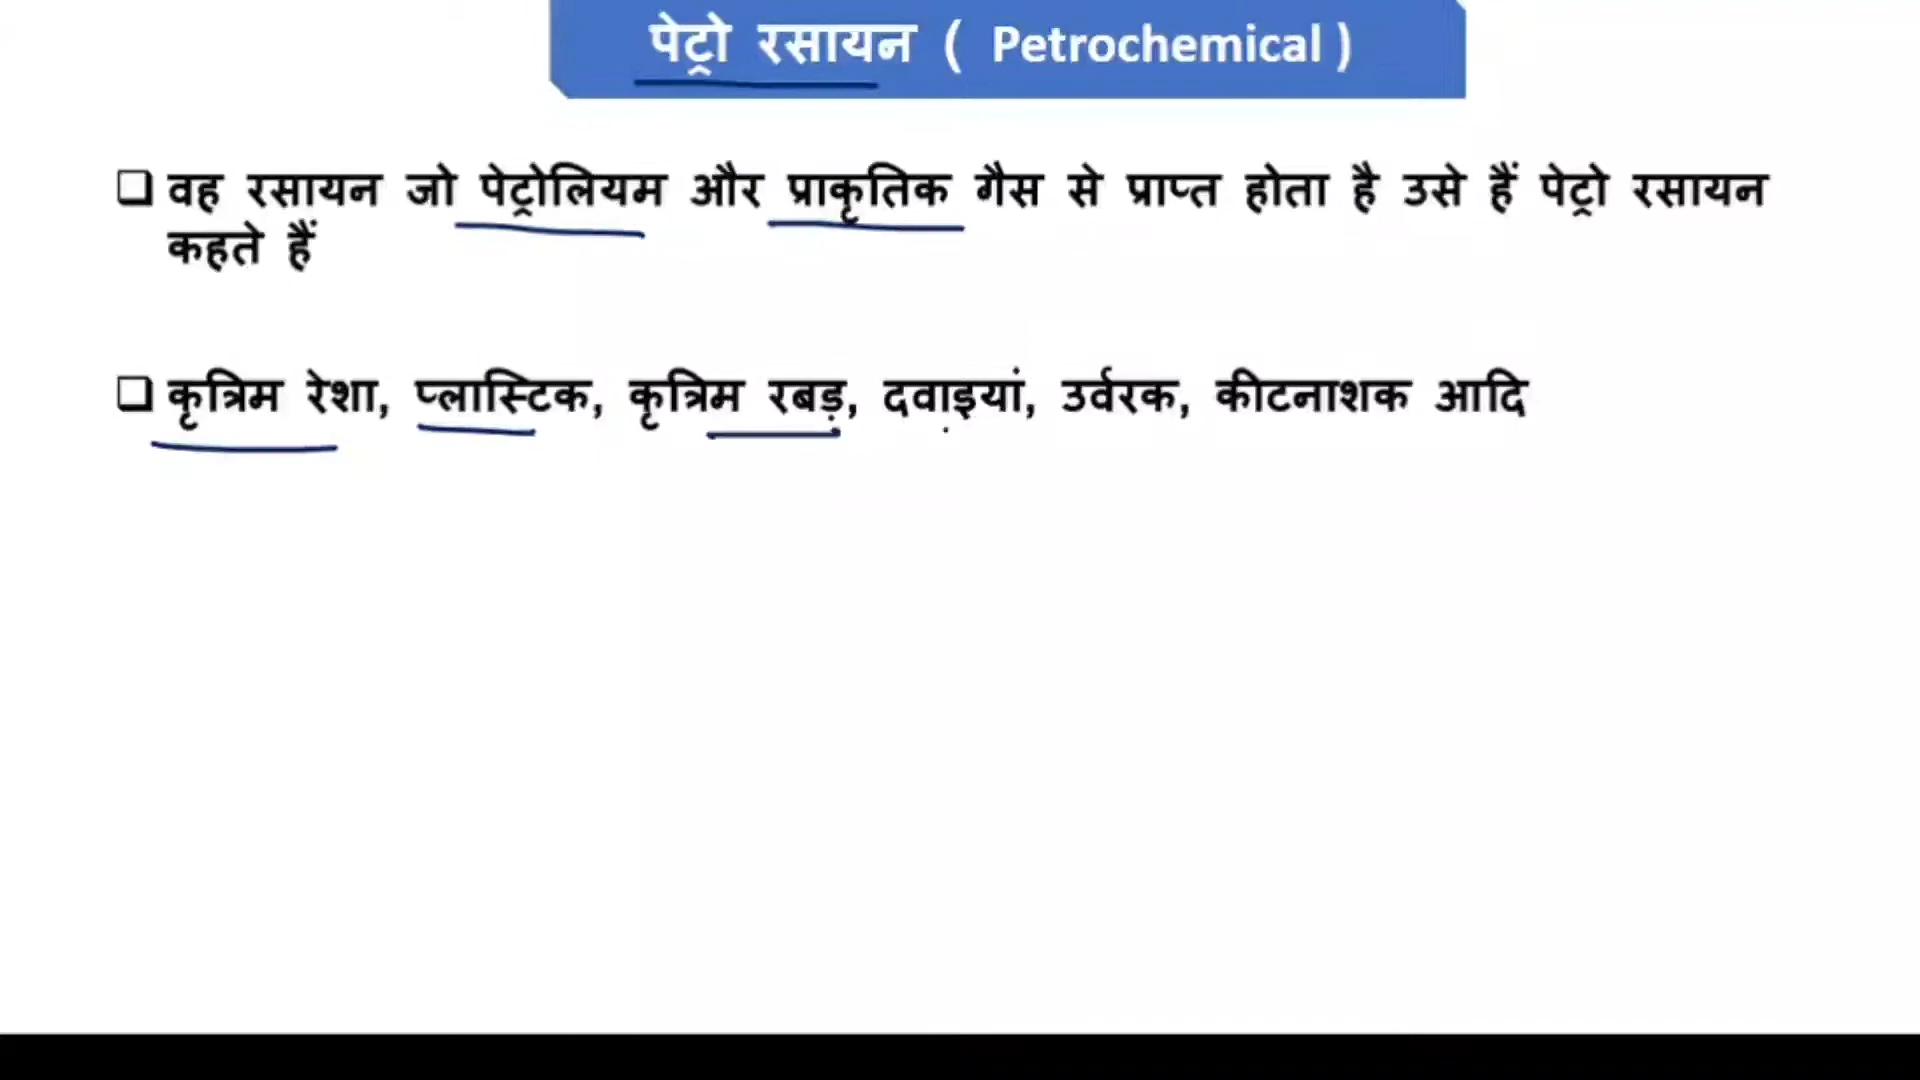 पेट्रो रसायन ( Petrochemical )
वह रसायन जो पेट्रोलियम और प्राकृतिक गैस से प्राप्त होता है उसे हैं पेट्रो रसायन
कहते हैं
कृत्रिम रेशा, प्लास्टिक, कृत्रिम रबड़, दवाइयां, उर्वरक, कीटनाशक आदि